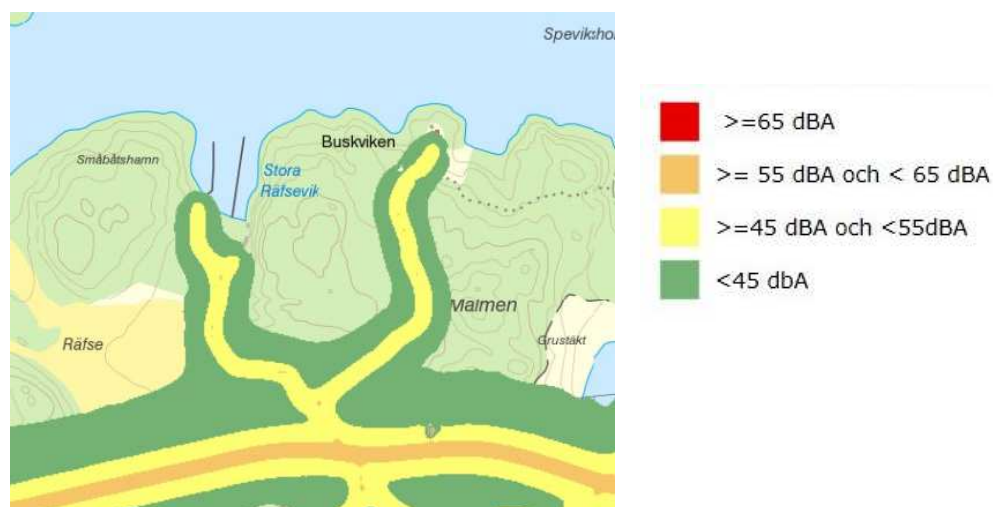 Speviksho
Buskviken
Småbåtshamn
Stora
Räfsevik
Malmen
Räfse
Grustäkt
>=65 dBA
>= 55 dBA och < 65 dBA
>=45 dBA och <55dBA
<45 dbA